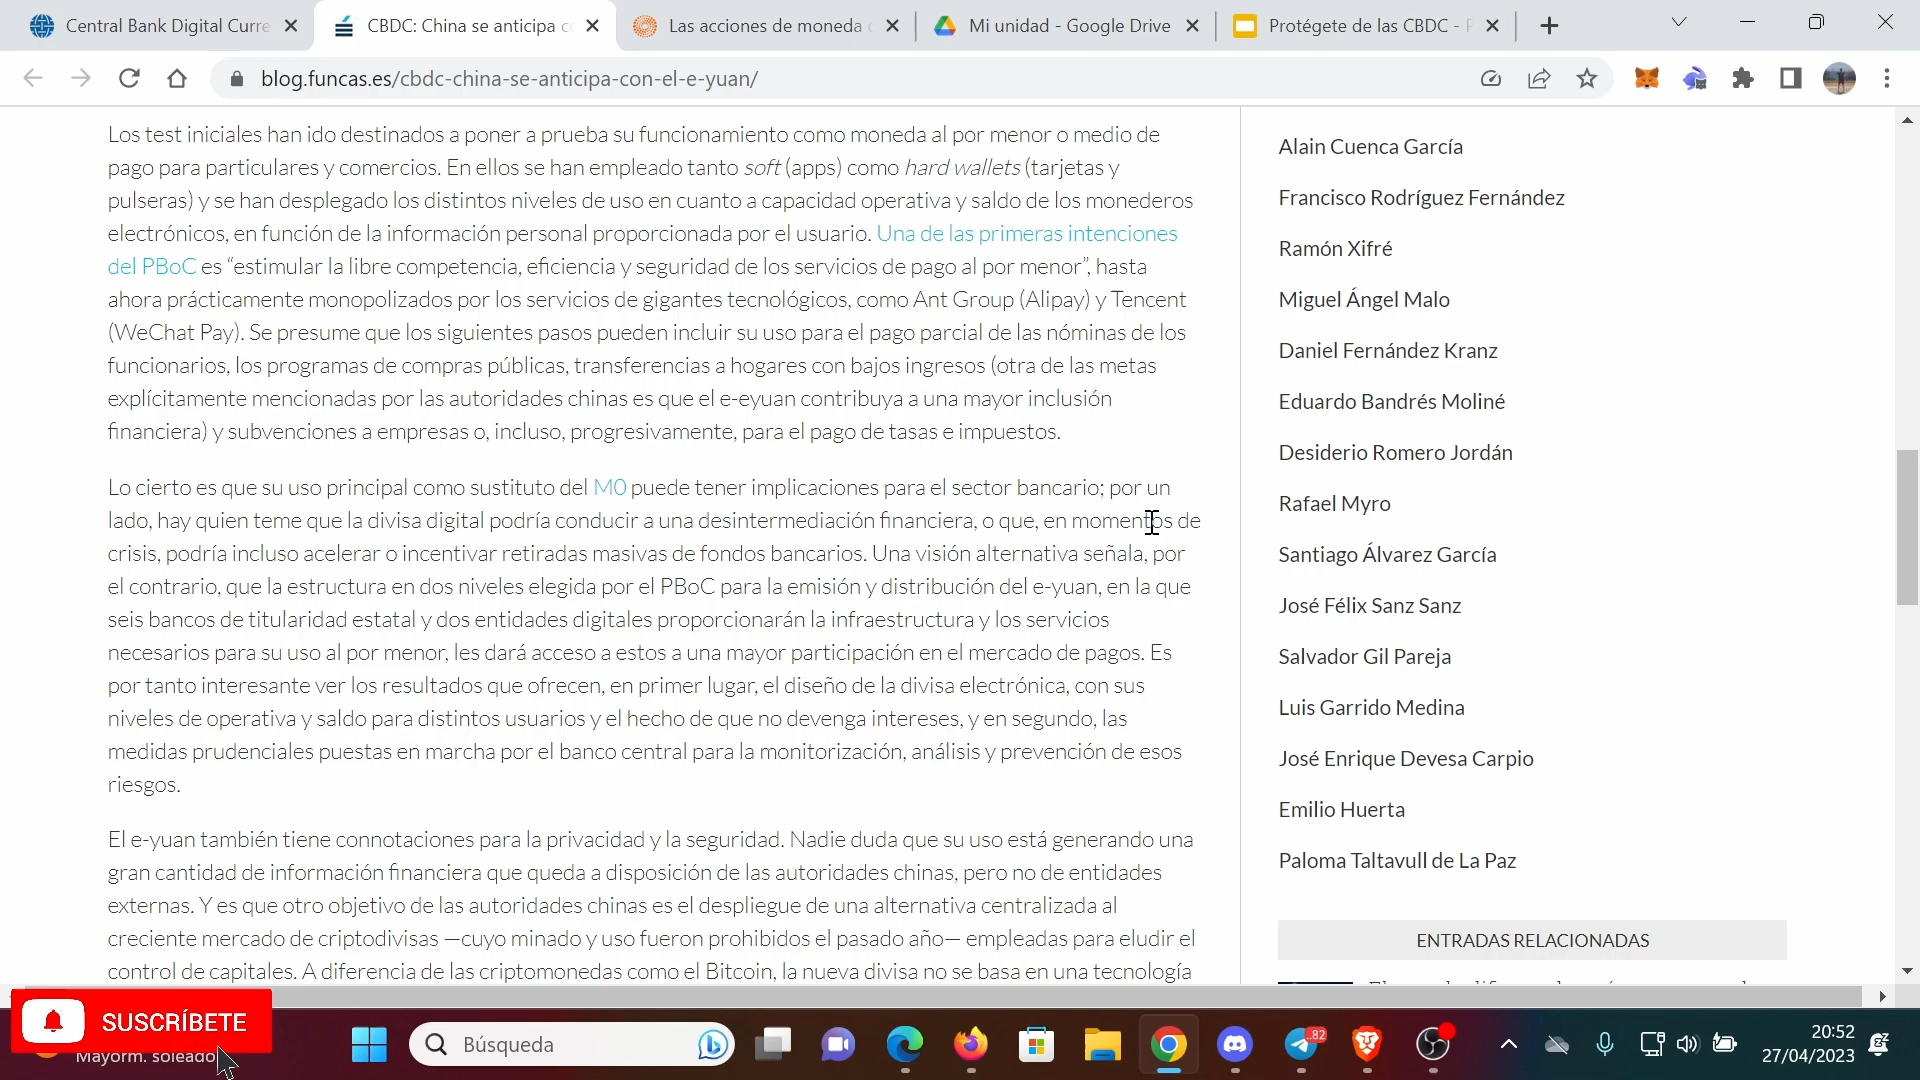 Central Bank Digital Curre
CBDC: China se anticipa c
Las acciones de moneda
Mi unidad - Google Drive
Protégete de las CBDC - P
blog.funcas.es/cbdc-china-se-anticipa-con-el-e-yuan/
Los test iniciales han ido destinados a poner a prueba su funcionamiento como moneda al por menor o medio de
pago para particulares y comercios. En ellos se han empleado tanto soft (apps) como hard wallets (tarjetas y
pulseras) y se han desplegado los distintos niveles de uso en cuanto a capacidad operativa y saldo de los monederos
electrónicos, en función de la información personal proporcionada por el usuario. Una de las primeras intenciones
del PBoC es “estimular la libre competencia, eficiencia y seguridad de los servicios de pago al por menor”, hasta
ahora prácticamente monopolizados por los servicios de gigantes tecnológicos, como Ant Group (Alipay) y Tencent
(WeChat Pay). Se presume que los siguientes pasos pueden incluir su uso para el pago parcial de las nóminas de los
funcionarios, los programas de compras públicas, transferencias a hogares con bajos ingresos (otra de las metas
explícitamente mencionadas por las autoridades chinas es que el e-eyuan contribuya a una mayor inclusión
financiera) y subvenciones a empresas o, incluso, progresivamente, para el pago de tasas e impuestos.
Lo cierto es que su uso principal como sustituto del M0 puede tener implicaciones para el sector bancario; por un
lado, hay quien teme que la divisa digital podría conducir a una desintermediación financiera, o que, en momentos de
crisis, podría incluso acelerar o incentivar retiradas masivas de fondos bancarios. Una visión alternativa señala, por
el contrario, que la estructura en dos niveles elegida por el PBoC para la emisión y distribución del e-yuan, en la que
seis bancos de titularidad estatal y dos entidades digitales proporcionarán la infraestructura y los servicios
necesarios para su uso al por menor, les dará acceso a estos a una mayor participación en el mercado de pagos. Es
por tanto interesante ver los resultados que ofrecen, en primer lugar, el diseño de la divisa electrónica, con sus
niveles de operativa y saldo para distintos usuarios y el hecho de que no devenga intereses, y en segundo, las
medidas prudenciales puestas en marcha por el banco central para la monitorización, análisis y prevención de esos
riesgos.
El e-yuan también tiene connotaciones para la privacidad y la seguridad. Nadie duda que su uso está generando una
gran cantidad de información financiera que queda a disposición de las autoridades chinas, pero no de entidades
externas. Y es que otro objetivo de las autoridades chinas es el despliegue de una alternativa centralizada al
creciente mercado de criptodivisas —cuyo minado y uso fueron prohibidos el pasado año— empleadas para eludir el
control de capitales. A diferencia de las criptomonedas como el Bitcoin, la nueva divisa no se basa en una tecnología
Alain Cuenca García
Francisco Rodríguez Fernández
Ramón Xifré
Miguel Ángel Malo
Daniel Fernández Kranz
Eduardo Bandrés Moliné
Desiderio Romero Jordán
Rafael Myro
Santiago Álvarez García
José Félix Sanz Sanz
Salvador Gil Pareja
Luis Garrido Medina
José Enrique Devesa Carpio
Emilio Huerta
Paloma Taltavull de La Paz
ENTRADAS RELACIONADAS
SUSCRÍBETE
Mayorm. soleado
Búsqueda
82
20:52
27/04/2023